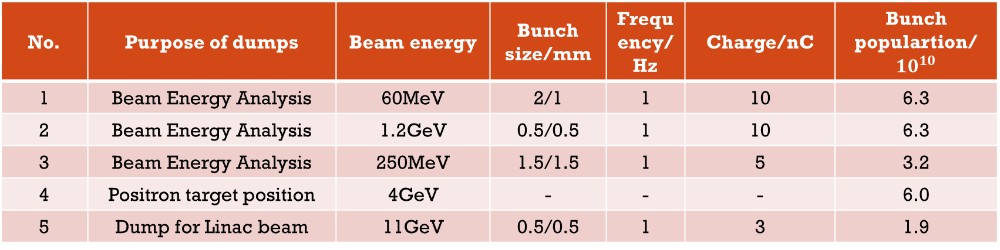 No. Purpose of dumps Beam energy Bunch size/mm Frequ ency/ Hz Charge/nC Bunch populartion/ 10¹⁰
1 Beam Energy Analysis 60MeV 2/1 1 10 6.3
2 Beam Energy Analysis 1.2GeV 0.5/0.5 1 10 6.3
3 Beam Energy Analysis 250MeV 1.5/1.5 1 5 3.2
4 Positron target position 4GeV - - - 6.0
5 Dump for Linac beam 11GeV 0.5/0.5 1 3 1.9